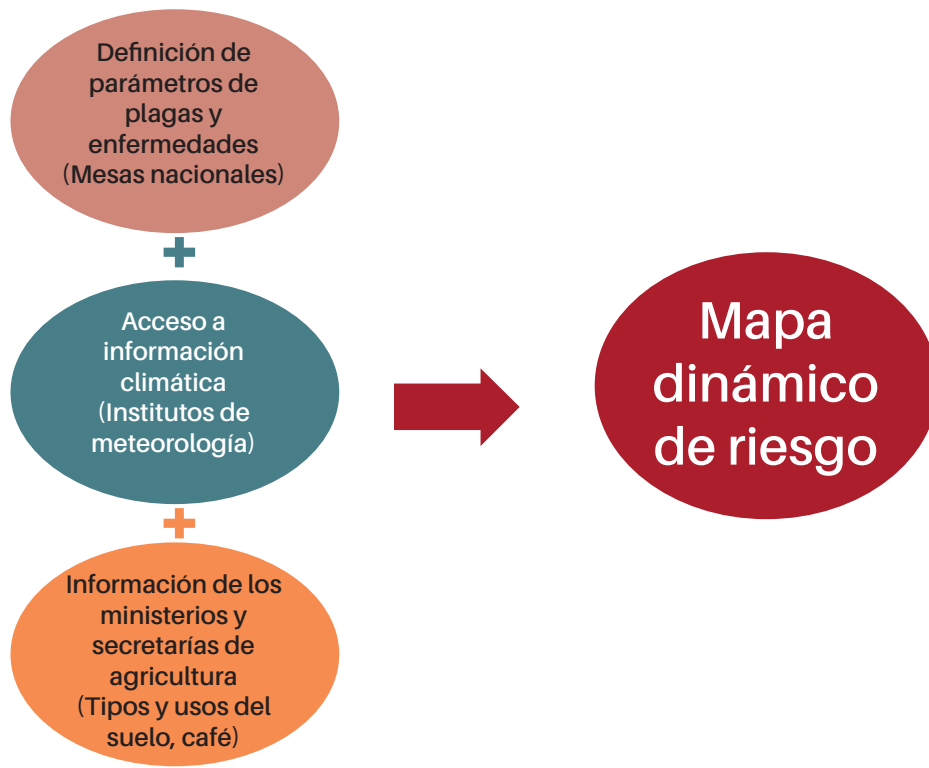 Definición de
parámetros de
plagas y
enfermedades
(Mesas nacionales)
Acceso a
información
climática
(Institutos de
meteorología)
Información de los
ministerios y
secretarías de
agricultura
(Tipos y usos del
suelo, café)
Mapa
dinámico
de riesgo